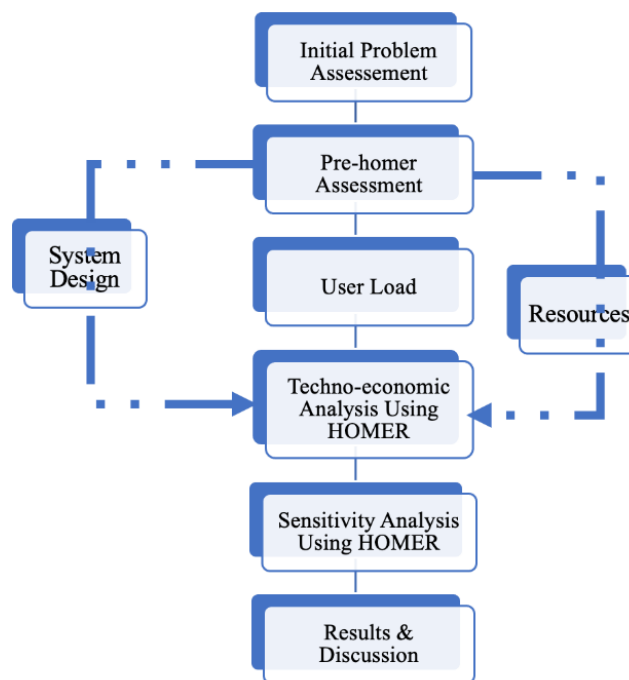 Initial Problem
Assessement
Pre-homer
Assessment
System
Design
User Load
Resources
Techno-economic
Analysis Using
HOMER
Sensitivity Analysis
Using HOMER
Results &
Discussion